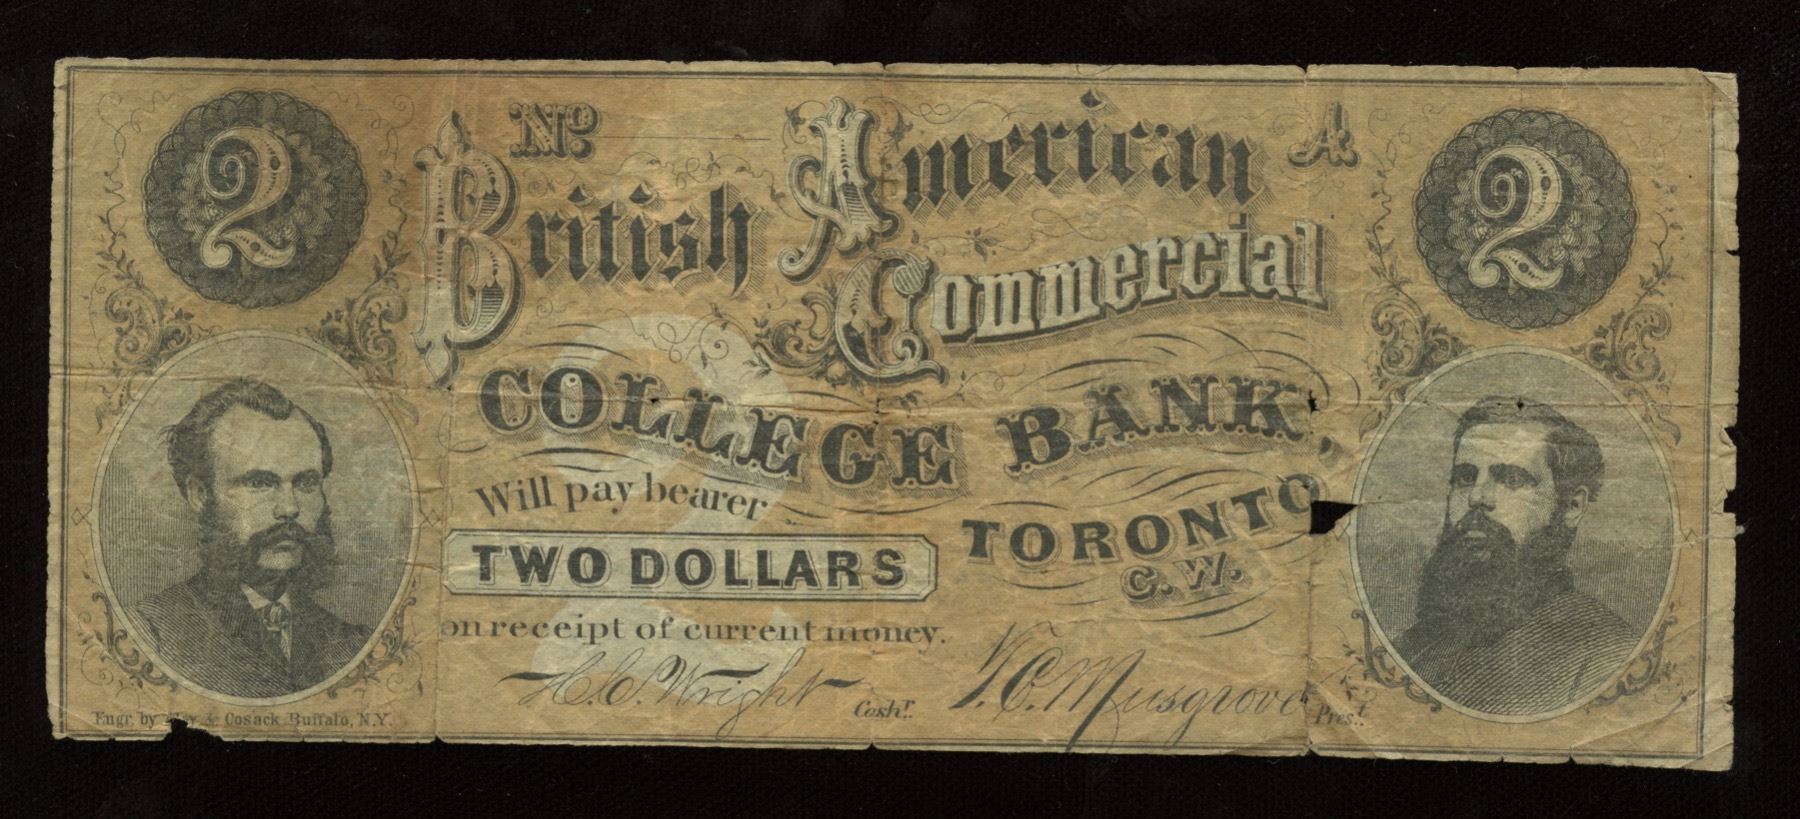 2
No.
A
2
British American
Commercial
COLLEGE BANK,
Will pay bearer
TORONTO
C.W.
TWO DOLLARS
on receipt of current money.
H.C. Wright Cash.r
Musgrove Pres.t
Engr. by & Cosack Buffalo, N.Y.
2